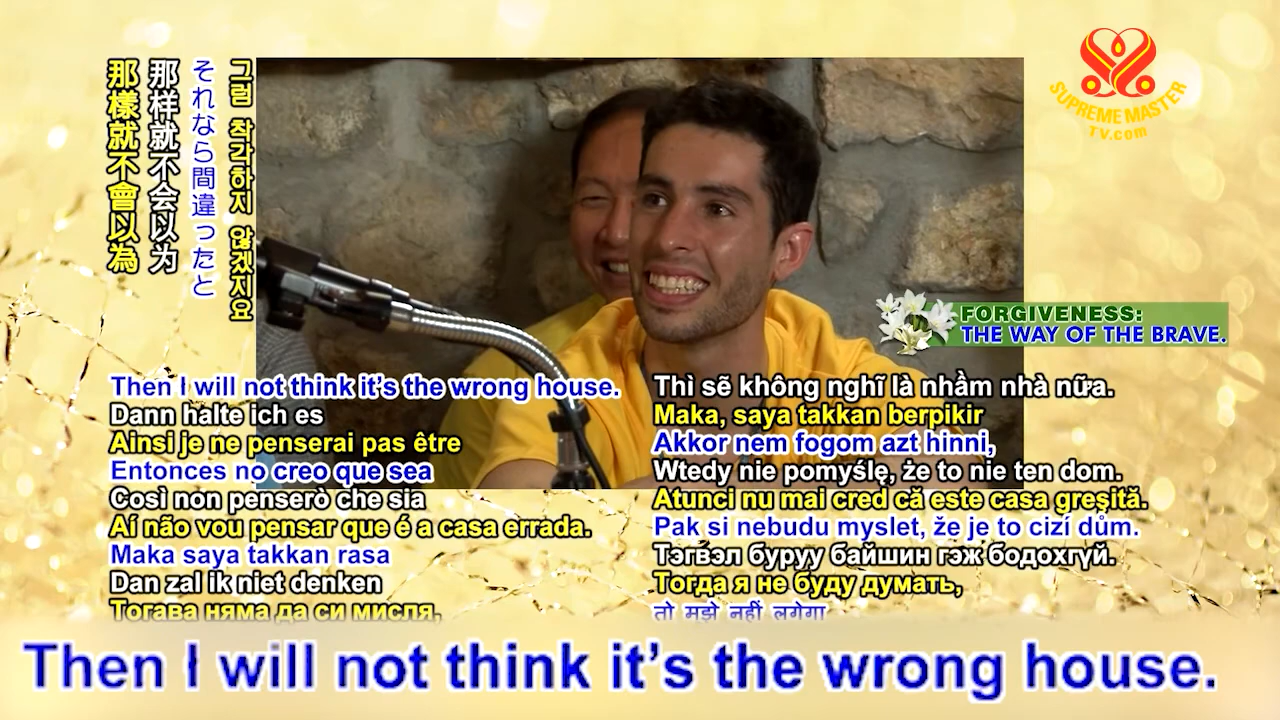 그럼 착각하지 않겠지요
それなら間違ったと
那样就不会以为
那樣就不會以為
SUPREME MASTER
TV.com
FORGIVENESS:
THE WAY OF THE BRAVE.
Then I will not think it's the wrong house.
Dann halte ich es
Ainsi je ne penserai pas être
Entonces no creo que sea
Così non penserò che sia
Aí não vou pensar que é a casa errada.
Maka saya takkan rasa
Dan zal ik niet denken
Тогава няма да си мисля,
Thì sẽ không nghĩ là nhầm nhà nữa.
Maka, saya takkan berpikir
Akkor nem fogom azt hinni,
Wtedy nie pomyślę, że to nie ten dom.
Atunci nu mai cred că este casa greșită.
Pak si nebudu myslet, že je to cizí dům.
Тэгвэл буруу байшин гэж бодохгүй.
Тогда я не буду думать,
तो मुझे नहीं लगेगा
Then I will not think it's the wrong house.